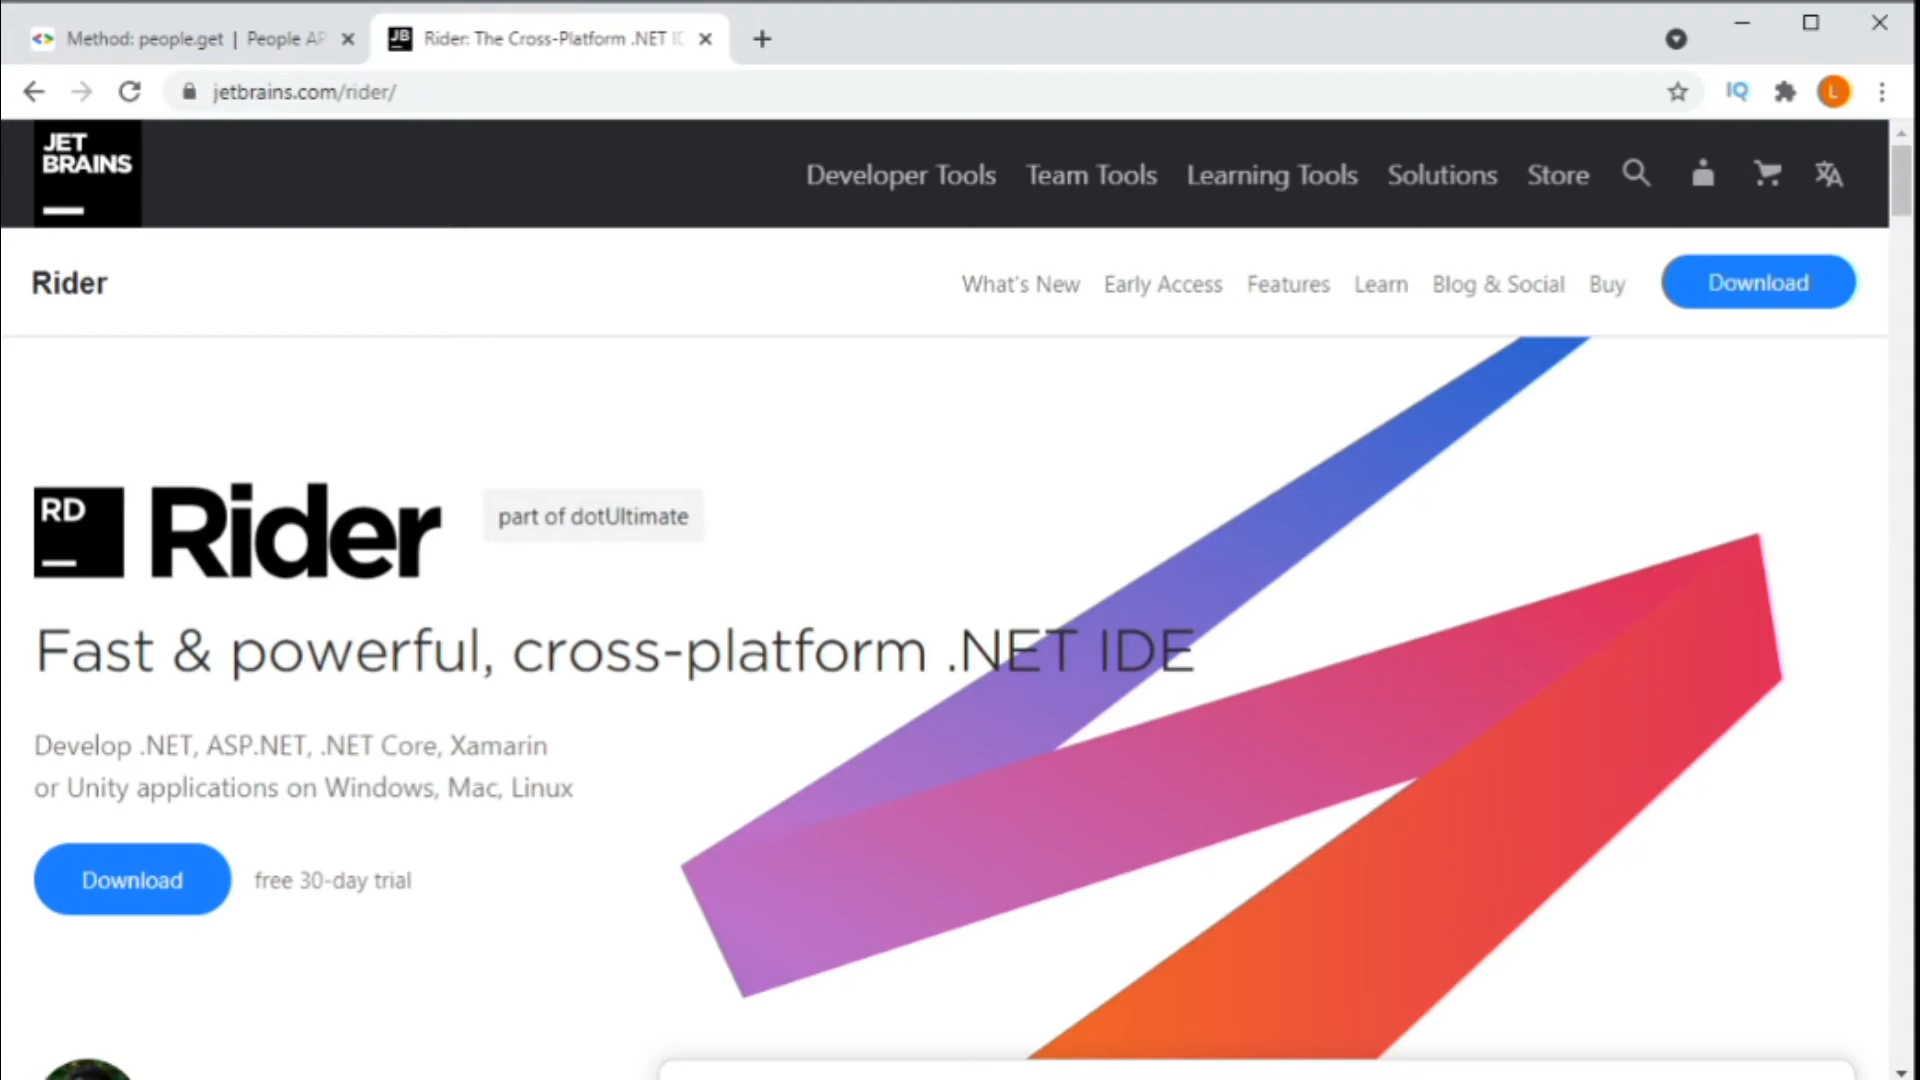 Method: people.get | People AP
Rider: The Cross-Platform .NET ID
jetbrains.com/rider/
IQ
L
JET
BRAINS
Developer Tools
Team Tools
Learning Tools
Solutions
Store
Rider
What's New
Early Access
Features
Learn
Blog & Social
Buy
Download
RD
Rider
part of dotUltimate
Fast & powerful, cross-platform .NET IDE
Develop .NET, ASP.NET, .NET Core, Xamarin
or Unity applications on Windows, Mac, Linux
Download
free 30-day trial